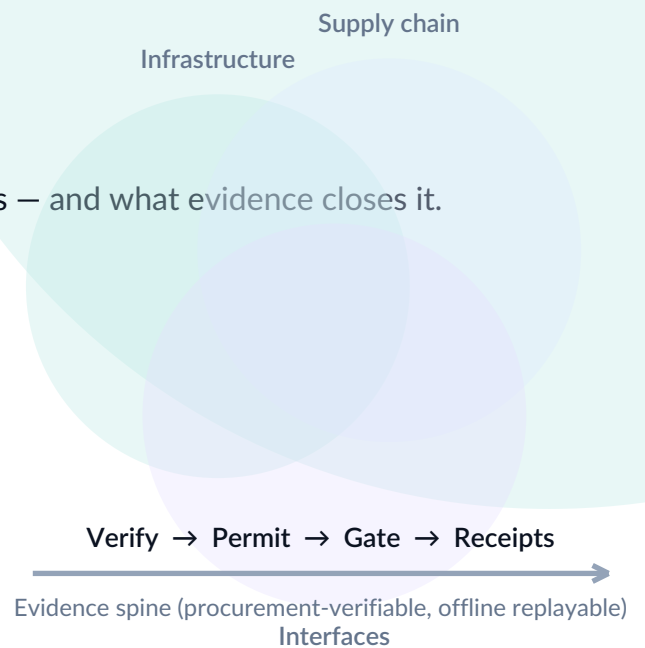 Supply chain
Infrastructure
s — and what evidence closes it.
Verify → Permit → Gate → Receipts
Evidence spine (procurement-verifiable, offline replayable)
Interfaces